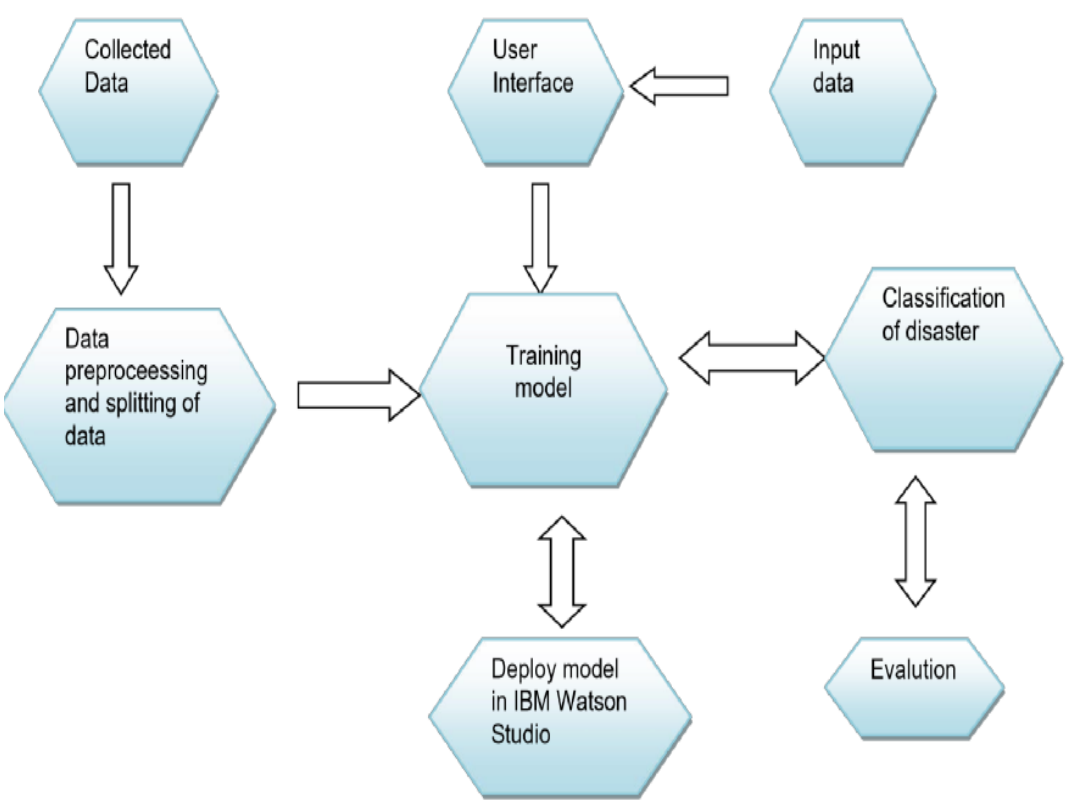 Collected
Data
User
Interface
Input
data
Data
preproceessing
and splitting of
data
Training
model
Classification
of disaster
Deploy model
in IBM Watson
Studio
Evalution